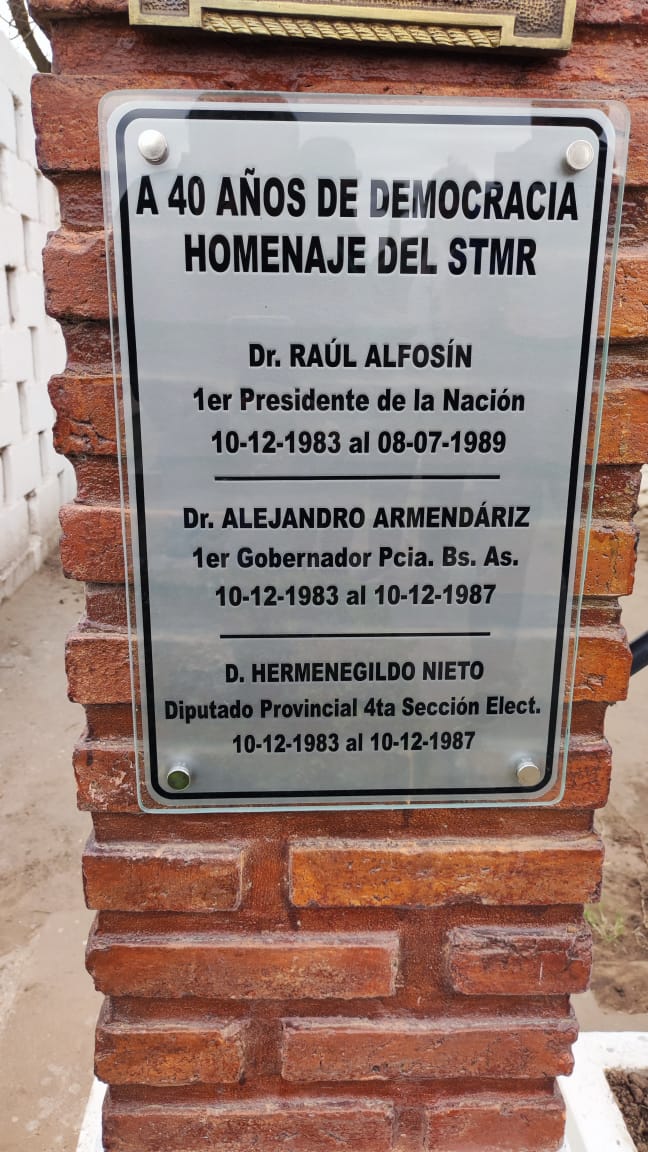 A 40 AÑOS DE DEMOCRACIA
HOMENAJE DEL STMR
Dr. RAÚL ALFOSÍN
1er Presidente de la Nación
10-12-1983 al 08-07-1989
Dr. ALEJANDRO ARMENDÁRIZ
1er Gobernador Pcia. Bs. As.
10-12-1983 al 10-12-1987
D. HERMENEGILDO NIETO
Diputado Provincial 4ta Sección Elect.
10-12-1983 al 10-12-1987